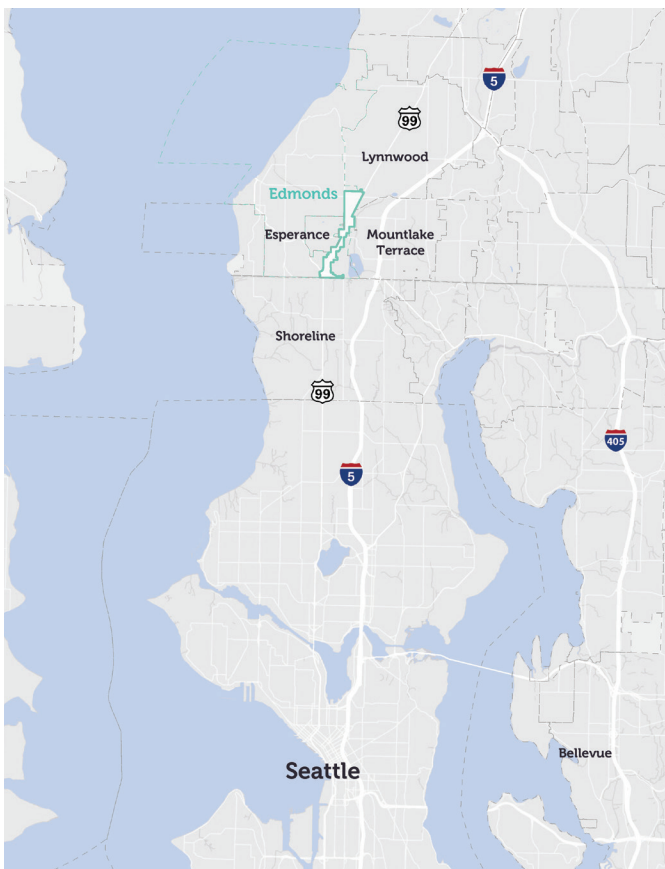 5
99
Lynnwood
Edmonds
Esperance
Mountlake
Terrace
Shoreline
99
405
5
Bellevue
Seattle